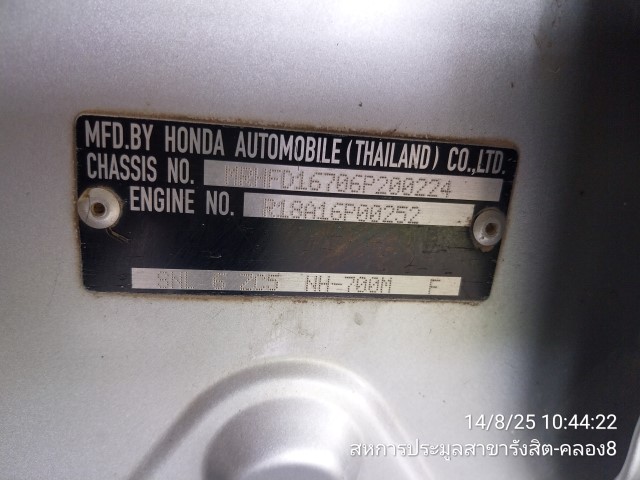 MFD.BY HONDA AUTOMOBILE (THAILAND) CO.,LTD.
CHASSIS NO. MRHFD16706P200224
ENGINE NO. R18A16P00252
SNL G 2C5 NH-700M F
14/8/25 10:44:22
สหการประมูลสาขารังสิต-คลอง8